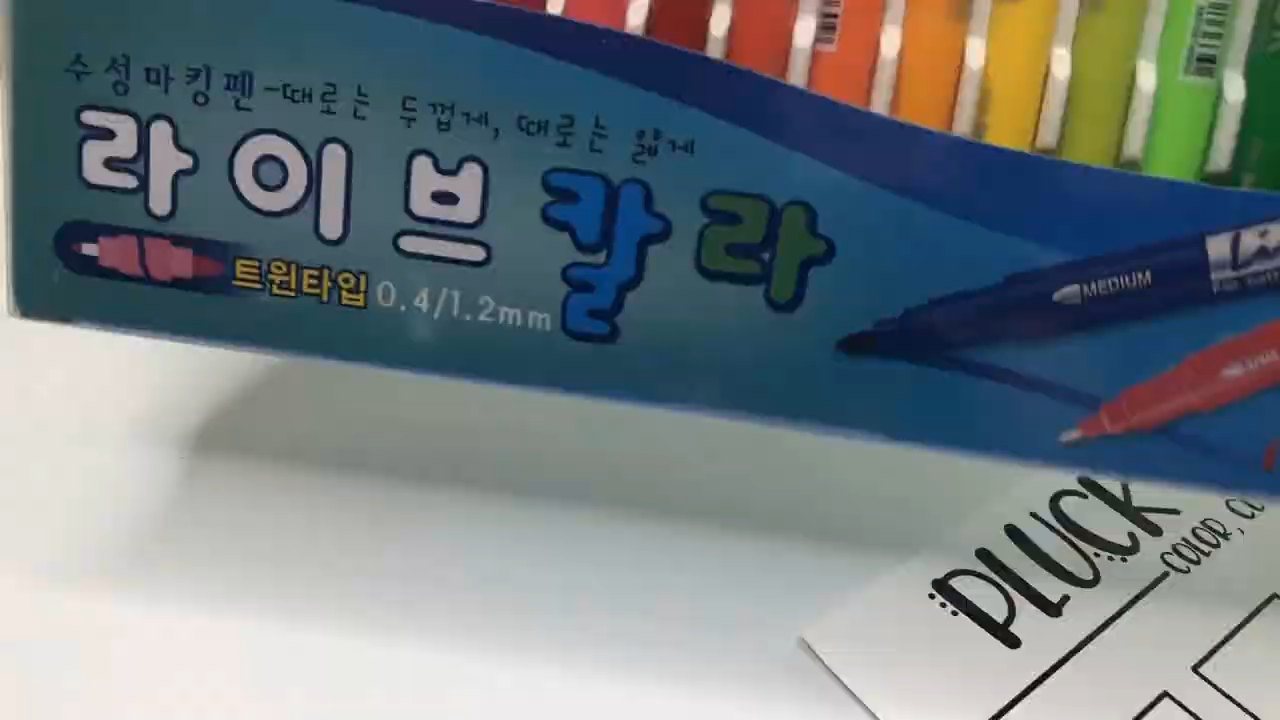 수성마킹펜-때로는 두껍게, 때로는 얇게
라이브칼라
트윈타입 0.4/1.2mm
MEDIUM
PLUCK
COLOR,